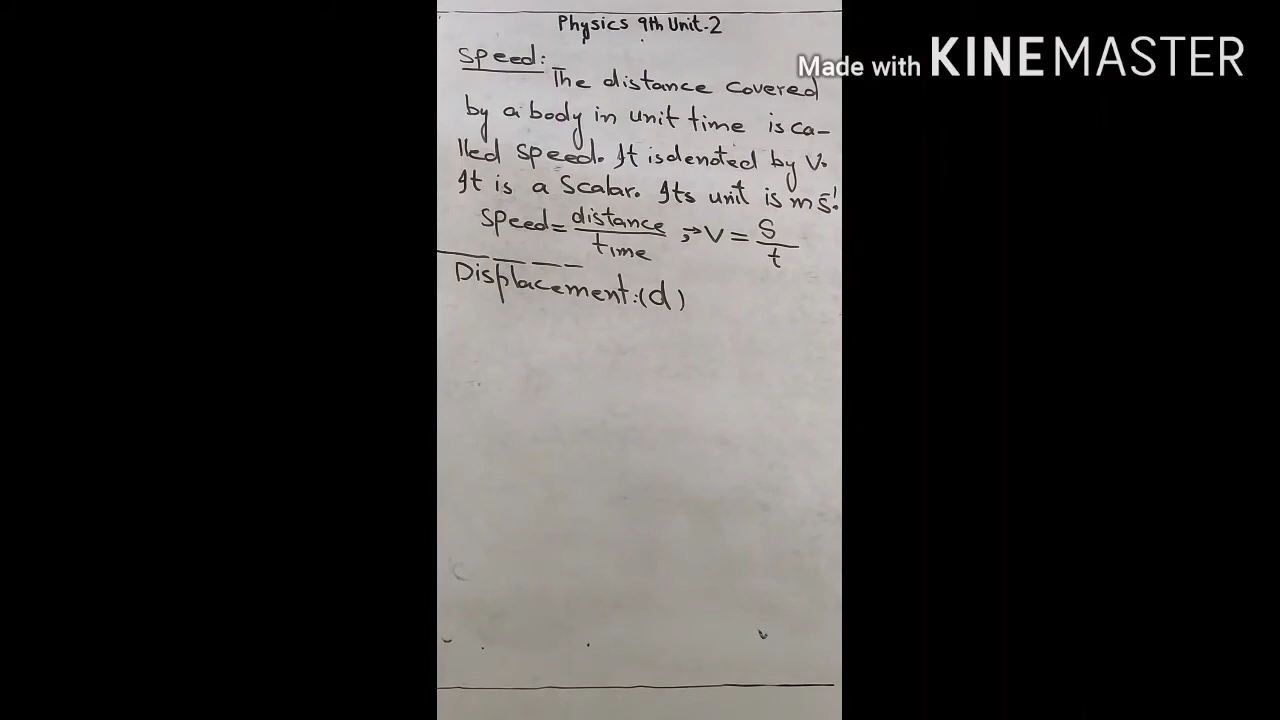 Physics 9th Unit-2
Made with KINEMASTER
Speed:
The distance covered
by a body in unit time is ca-
lled speed. It is denoted by V.
It is a Scalar. Its unit is m s⁻¹.
Speed = distance/time ; → V = S/t
Displacement:(d)